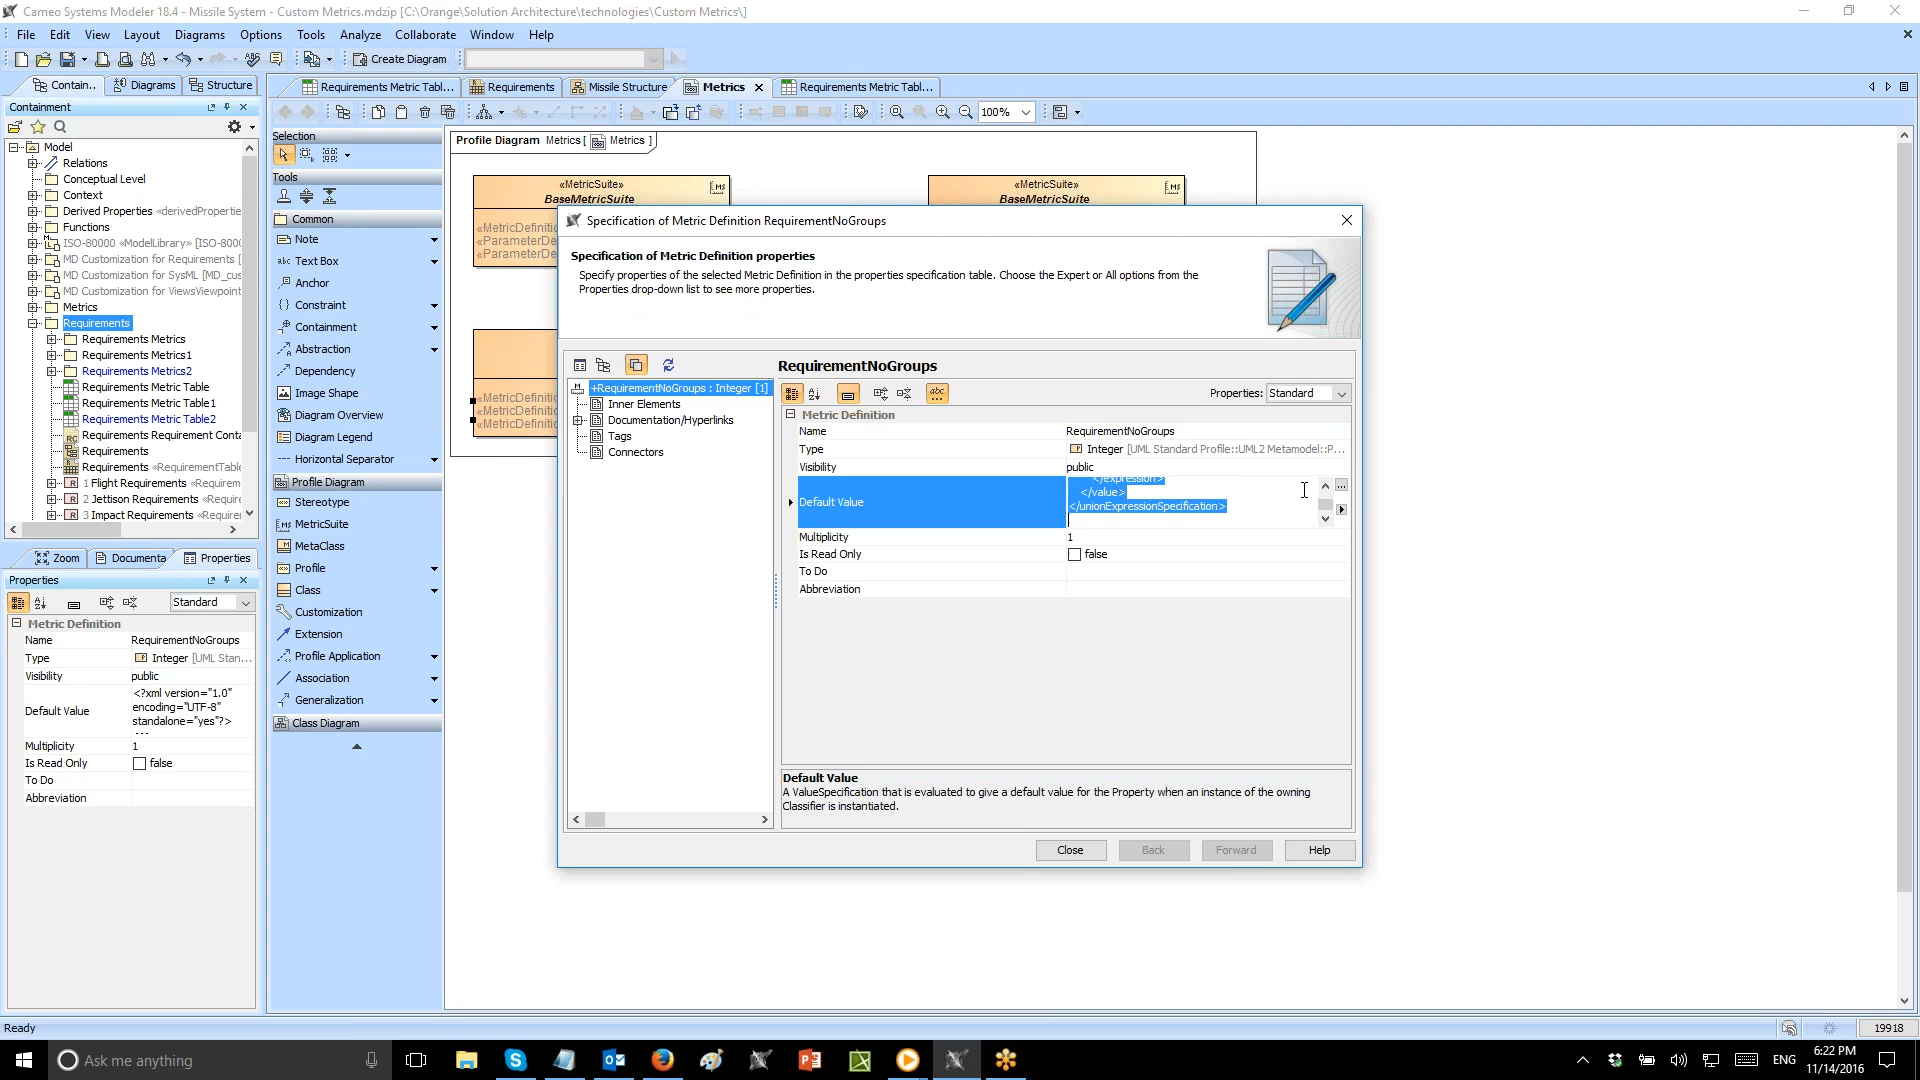 Cameo Systems Modeler 18.4 - Missile System - Custom Metrics.mdzip [C:\Orange\Solution Architecture\technologies\Custom Metrics\]
File Edit View Layout Diagrams Options Tools Analyze Collaborate Window Help
Create Diagram
Contain.. Diagrams Structure
Requirements Metric Tabl... Requirements Missile Structure Metrics Requirements Metric Tabl...
Containment
100%
Model
Relations
Conceptual Level
Context
Derived Properties «derivedPropertie
Functions
ISO-80000 «ModelLibrary» [ISO-800
MD Customization for Requirements [
MD Customization for SysML [MD_cus
MD Customization for ViewsViewpoint
Metrics
Requirements
Requirements Metrics
Requirements Metrics1
Requirements Metrics2
Requirements Metric Table
Requirements Metric Table1
Requirements Metric Table2
Requirements Requirement Conta
Requirements
Requirements «RequirementTable
1 Flight Requirements «Requirem
2 Jettison Requirements «Require
3 Impact Requirements «Require
Zoom Documenta Properties
Properties
Standard
Metric Definition
Name RequirementNoGroups
Type Integer [UML Stan...
Visibility public
Default Value <?xml version="1.0"
encoding="UTF-8"
standalone="yes"?>
...
Multiplicity 1
Is Read Only false
To Do
Abbreviation
Selection
Tools
Common
Note
Text Box
Anchor
Constraint
Containment
Abstraction
Dependency
Image Shape
Diagram Overview
Diagram Legend
Horizontal Separator
Profile Diagram
Stereotype
MetricSuite
MetaClass
Profile
Class
Customization
Extension
Profile Application
Association
Generalization
Class Diagram
Profile Diagram Metrics [ Metrics ]
«MetricSuite»
BaseMetricSuite
«MetricDefinitio
«ParameterDe
«ParameterDe
«MetricSuite»
BaseMetricSuite
«MetricDefinitio
«MetricDefinitio
«MetricDefinitio
Specification of Metric Definition RequirementNoGroups
Specification of Metric Definition properties
Specify properties of the selected Metric Definition in the properties specification table. Choose the Expert or All options from the
Properties drop-down list to see more properties.
+RequirementNoGroups : Integer [1]
Inner Elements
Documentation/Hyperlinks
Tags
Connectors
RequirementNoGroups
Properties: Standard
Metric Definition
Name RequirementNoGroups
Type Integer [UML Standard Profile::UML2 Metamodel::P...
Visibility public
Default Value </expression>
</value>
</unionExpressionSpecification>
Multiplicity 1
Is Read Only false
To Do
Abbreviation
Default Value
A ValueSpecification that is evaluated to give a default value for the Property when an instance of the owning
Classifier is instantiated.
Close Back Forward Help
Ready
19918
Ask me anything
ENG
6:22 PM
11/14/2016